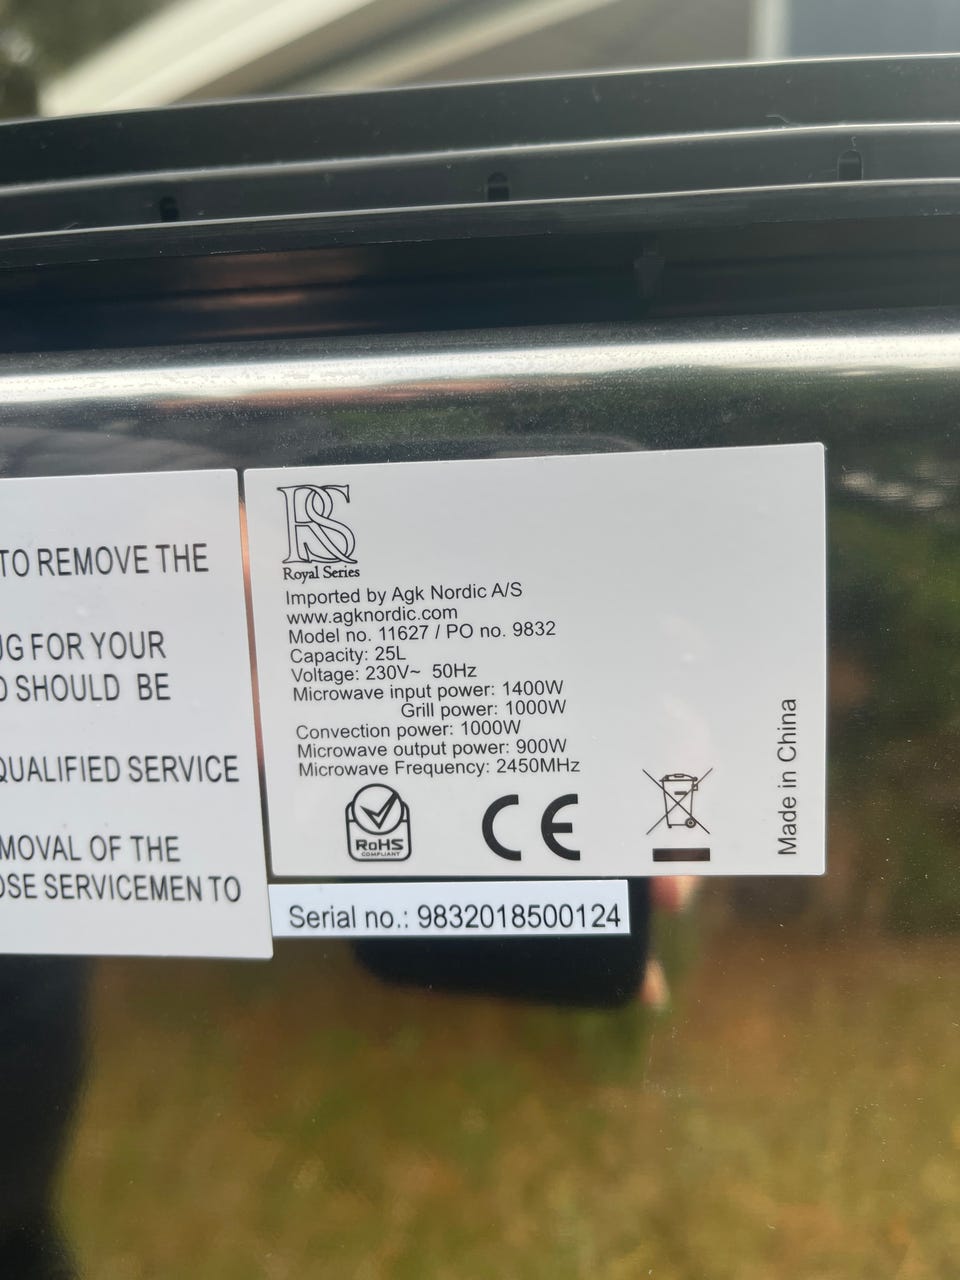 TO REMOVE THE
FOR YOUR
SHOULD BE
QUALIFIED SERVICE
OF THE
SERVICEMEN TO
RS
Royal Series
Imported by Agk Nordic A/S
www.agknordic.com
Model no. 11627 / PO no. 9832
Capacity: 25L
Voltage: 230V~ 50Hz
Microwave input power: 1400W
Grill power: 1000W
Convection power: 1000W
Microwave output power: 900W
Microwave Frequency: 2450MHz
RoHS
COMPLIANT
CE
Made in China
Serial no.: 9832018500124